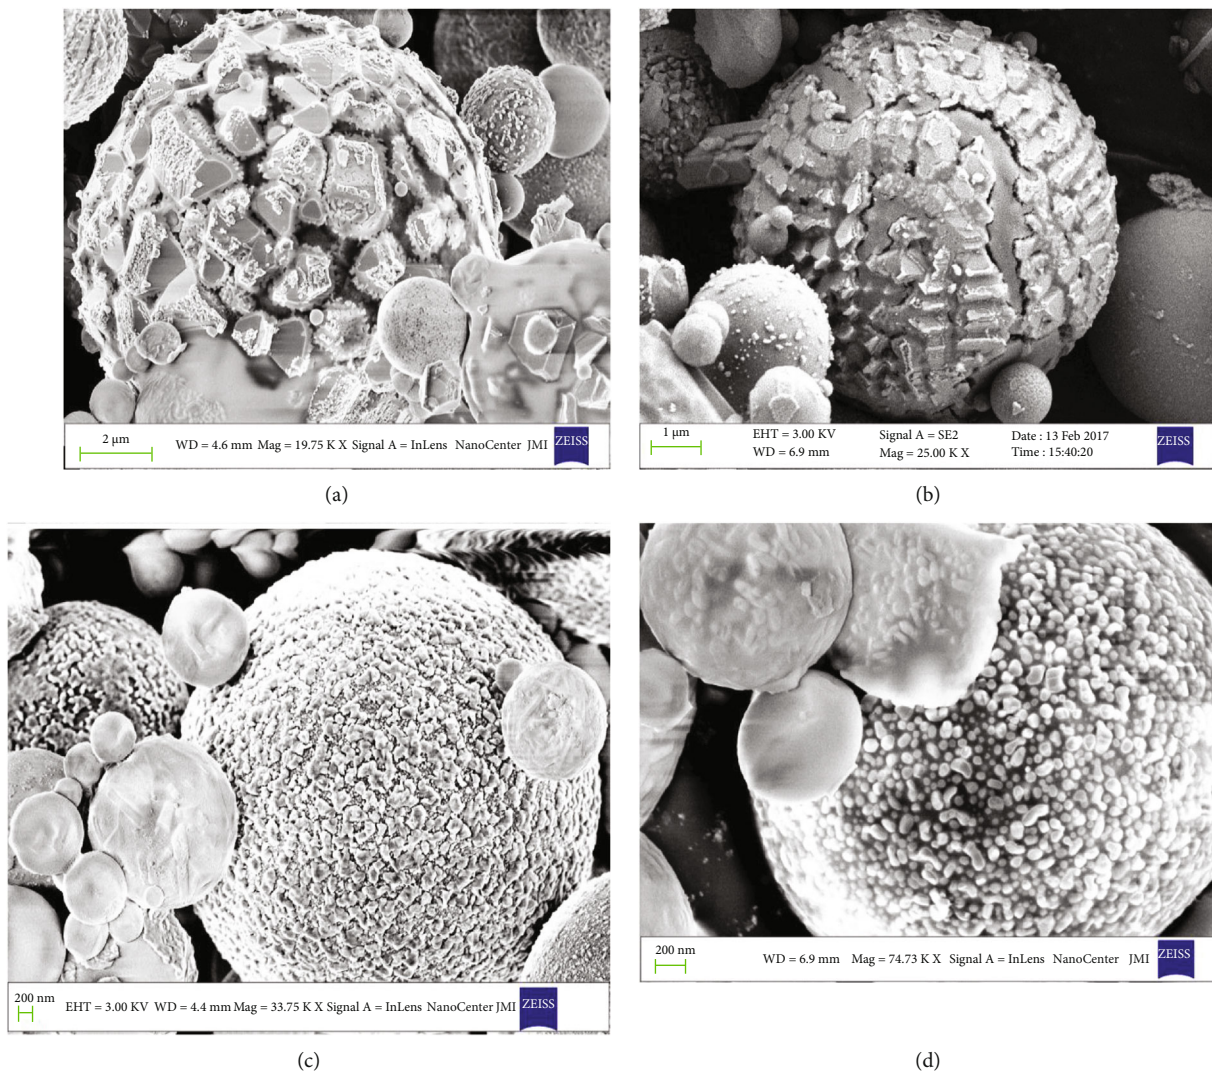 2 μm
WD = 4.6 mm Mag = 19.75 K X Signal A = InLens NanoCenter JMI
ZEISS
(a)
1 μm
EHT = 3.00 KV Signal A = SE2 Date : 13 Feb 2017
WD = 6.9 mm Mag = 25.00 K X Time : 15:40:20
ZEISS
(b)
200 nm
EHT = 3.00 KV WD = 4.4 mm Mag = 33.75 K X Signal A = InLens NanoCenter JMI
ZEISS
(c)
200 nm
WD = 6.9 mm Mag = 74.73 K X Signal A = InLens NanoCenter JMI
ZEISS
(d)